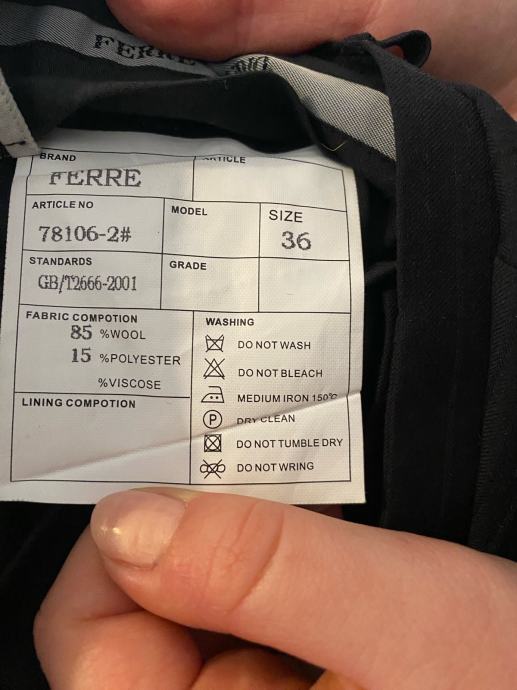 FERRE
BRAND
FERRE
ARTICLE
ARTICLE NO
78106-2#
MODEL
SIZE
36
STANDARDS
GB/T2666-2001
GRADE
FABRIC COMPOTION
85 %WOOL
15 %POLYESTER
%VISCOSE
LINING COMPOTION
WASHING
DO NOT WASH
DO NOT BLEACH
MEDIUM IRON 150℃
P DRY CLEAN
DO NOT TUMBLE DRY
DO NOT WRING